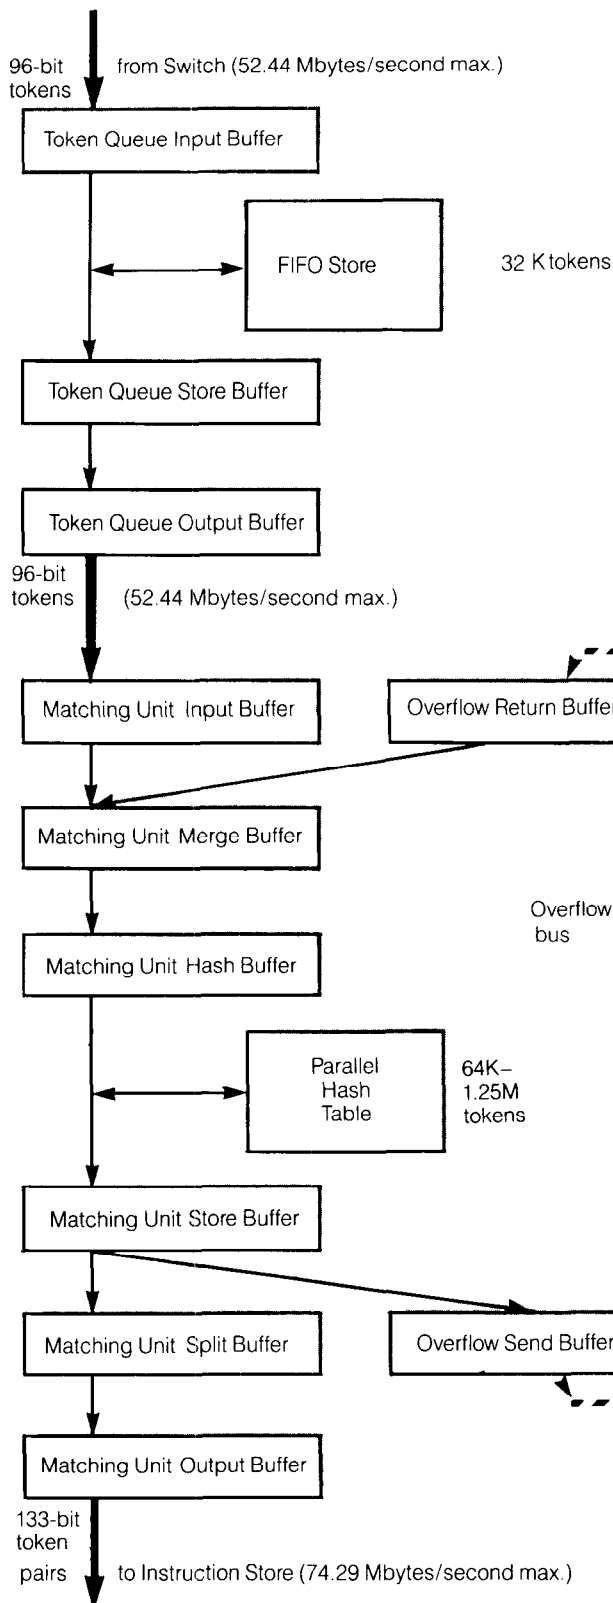 96-bit
tokens
from Switch (52.44 Mbytes/second max.)
Token Queue Input Buffer
FIFO Store
32 K tokens
Token Queue Store Buffer
Token Queue Output Buffer
96-bit
tokens
(52.44 Mbytes/second max.)
Matching Unit Input Buffer
Overflow Return Buffer
Matching Unit Merge Buffer
Overflow
bus
Matching Unit Hash Buffer
Parallel
Hash
Table
64K–
1.25M
tokens
Matching Unit Store Buffer
Matching Unit Split Buffer
Overflow Send Buffer
Matching Unit Output Buffer
133-bit
token
pairs
to Instruction Store (74.29 Mbytes/second max.)